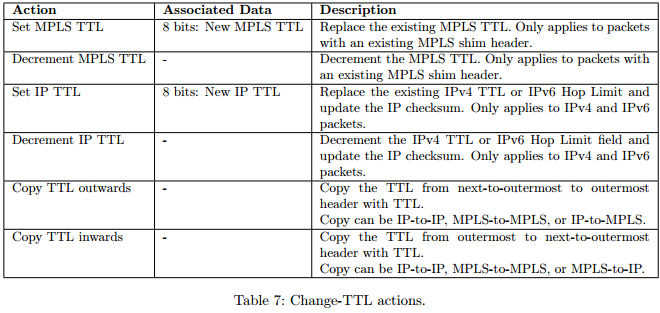 Action Associated Data Description
Set MPLS TTL 8 bits: New MPLS TTL Replace the existing MPLS TTL. Only applies to packets
with an existing MPLS shim header.
Decrement MPLS TTL - Decrement the MPLS TTL. Only applies to packets with
an existing MPLS shim header.
Set IP TTL 8 bits: New IP TTL Replace the existing IPv4 TTL or IPv6 Hop Limit and
update the IP checksum. Only applies to IPv4 and IPv6
packets.
Decrement IP TTL - Decrement the IPv4 TTL or IPv6 Hop Limit field and
update the IP checksum. Only applies to IPv4 and IPv6
packets.
Copy TTL outwards - Copy the TTL from next-to-outermost to outermost
header with TTL.
Copy can be IP-to-IP, MPLS-to-MPLS, or IP-to-MPLS.
Copy TTL inwards - Copy the TTL from outermost to next-to-outermost
header with TTL.
Copy can be IP-to-IP, MPLS-to-MPLS, or MPLS-to-IP.
Table 7: Change-TTL actions.